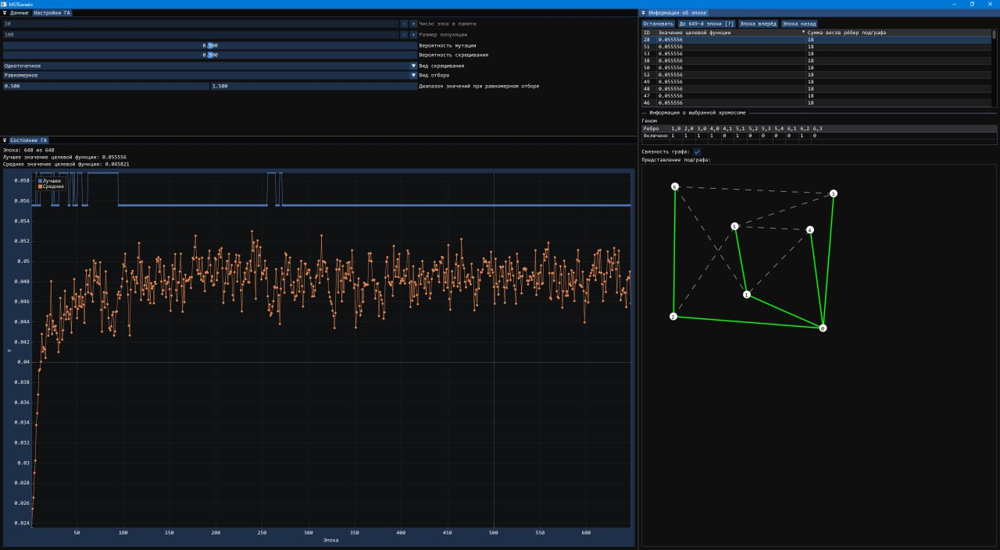 MSTGenetic
Данные Настройки ГА
10 - + Число эпох в памяти
100 - + Размер популяции
0.500 Вероятность мутации
0.500 Вероятность скрещивания
Одноточечное Вид скрещивания
Равномерное Вид отбора
0.500 1.500 Диапазон значений при равномерном отборе
Состояние ГА
Эпоха: 648 из 648
Лучшее значение целевой функции: 0.055556
Среднее значение целевой функции: 0.045821
Лучшее
Среднее
0.058
0.056
0.054
0.052
0.05
0.048
0.046
0.044
0.042
0.04
0.038
0.036
0.034
0.032
0.03
0.028
0.026
0.024
F
50 100 150 200 250 300 350 400 450 500 550 600
Эпоха
Информация об эпохе
Остановить До 649-й эпохи [?] Эпоха вперёд Эпоха назад
ID Значение целевой функции Сумма весов рёбер подграфа
28 0.055556 18
51 0.055556 18
53 0.055556 18
38 0.055556 18
50 0.055556 18
52 0.055556 18
49 0.055556 18
48 0.055556 18
47 0.055556 18
46 0.055556 18
Информация о выбранной хромосоме
Геном
Ребро 1,0 2,0 3,0 4,0 4,1 5,1 5,2 5,3 5,4 6,1 6,2 6,3
Включено 1 1 1 1 0 1 0 0 0 0 1 0
Связность графа:
Представление подграфа:
6
3
5
4
1
2
0